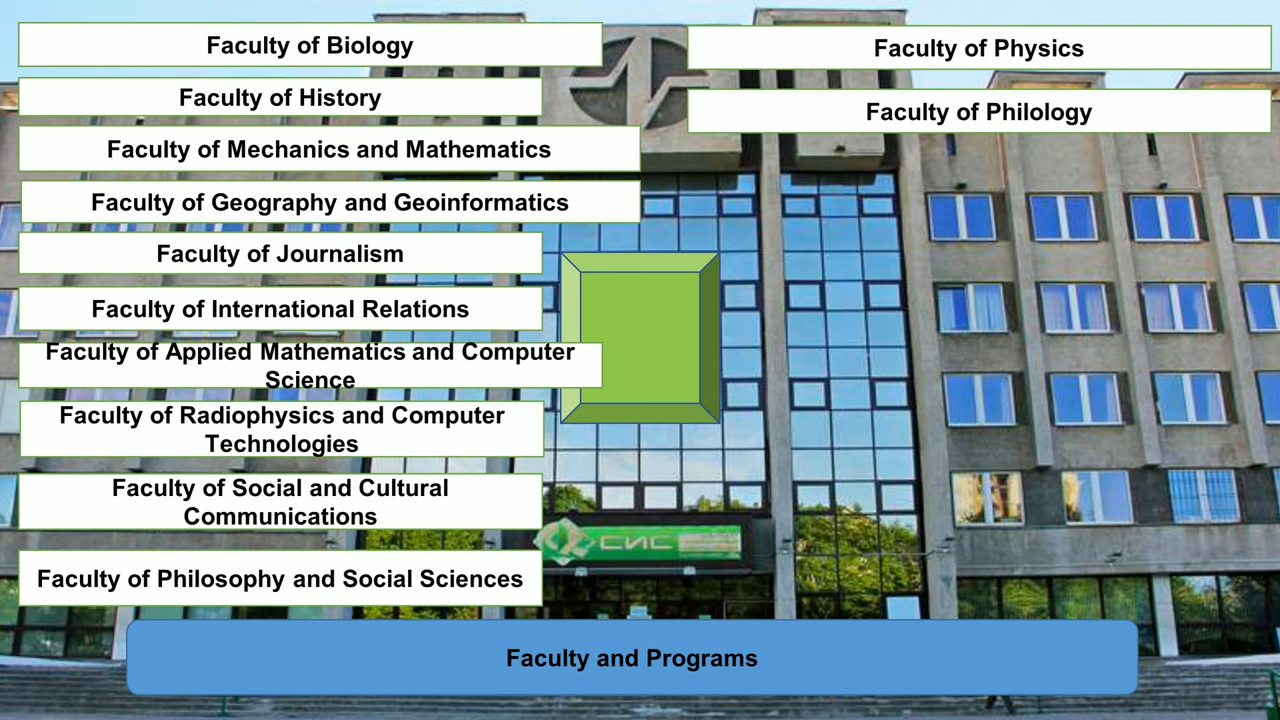 Faculty of Biology
Faculty of History
Faculty of Mechanics and Mathematics
Faculty of Geography and Geoinformatics
Faculty of Journalism
Faculty of International Relations
Faculty of Applied Mathematics and Computer
Science
Faculty of Radiophysics and Computer
Technologies
Faculty of Social and Cultural
Communications
Faculty of Philosophy and Social Sciences
Faculty of Physics
Faculty of Philology
СИС
Faculty and Programs